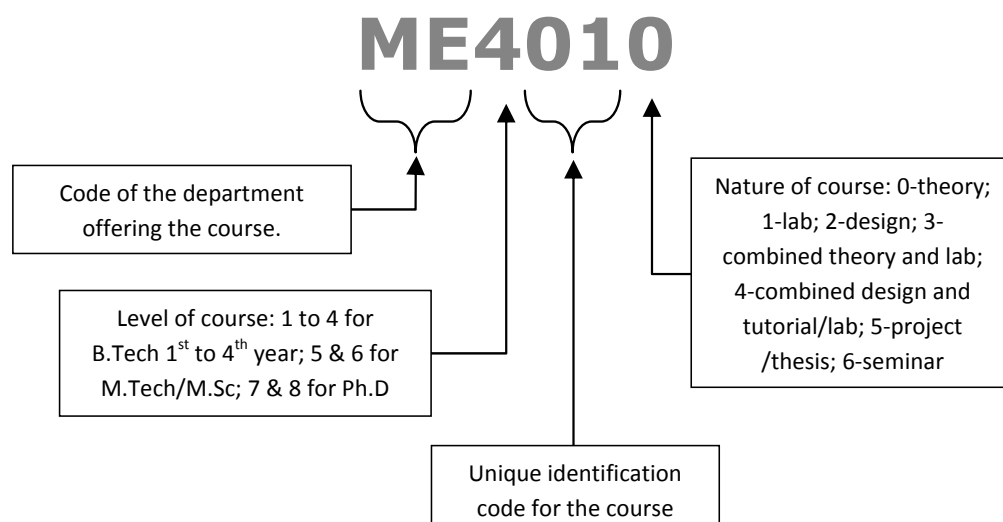 ME4010
Code of the department
offering the course.
Level of course: 1 to 4 for
B.Tech 1st to 4th year; 5 & 6 for
M.Tech/M.Sc; 7 & 8 for Ph.D
Unique identification
code for the course
Nature of course: 0-theory;
1-lab; 2-design; 3-
combined theory and lab;
4-combined design and
tutorial/lab; 5-project
/thesis; 6-seminar